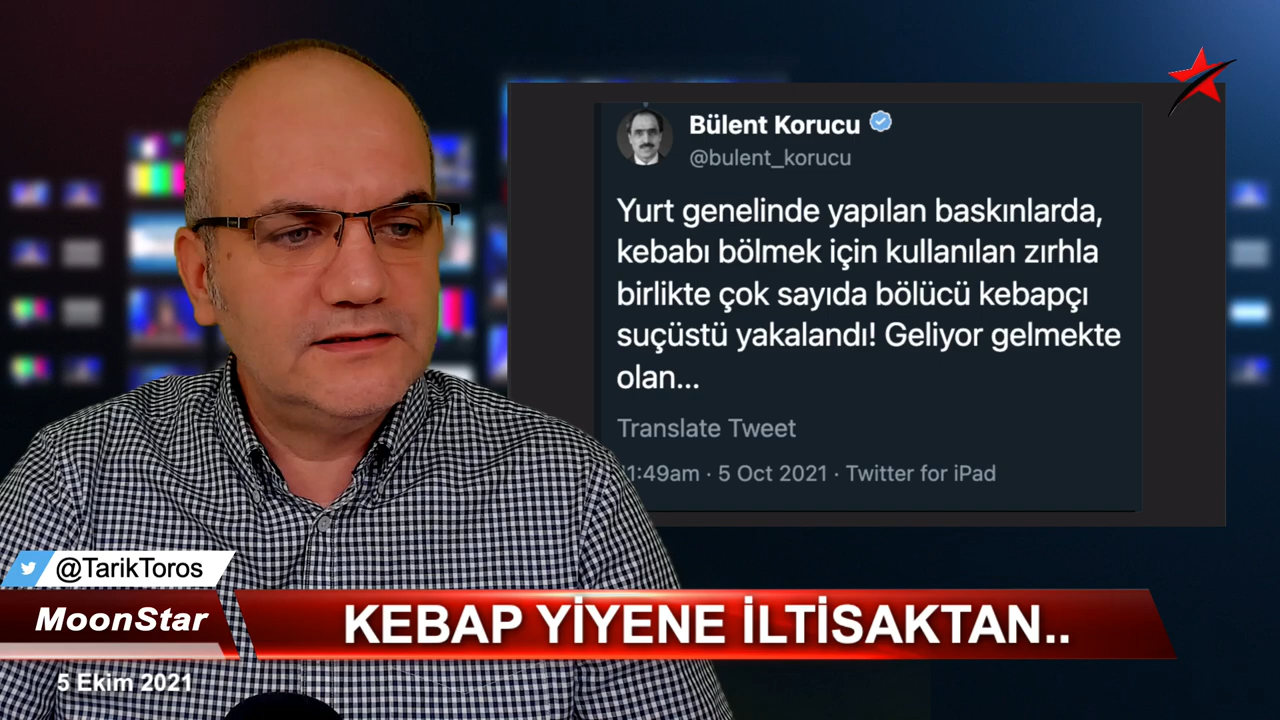 Bülent Korucu
@bulent_korucu
Yurt genelinde yapılan baskınlarda,
kebabı bölmek için kullanılan zırhla
birlikte çok sayıda bölücü kebapçı
suçüstü yakalandı! Geliyor gelmekte
olan...
Translate Tweet
1:49am · 5 Oct 2021 · Twitter for iPad
@TarikToros
MoonStar
KEBAP YİYENE İLTİSAKTAN..
5 Ekim 2021